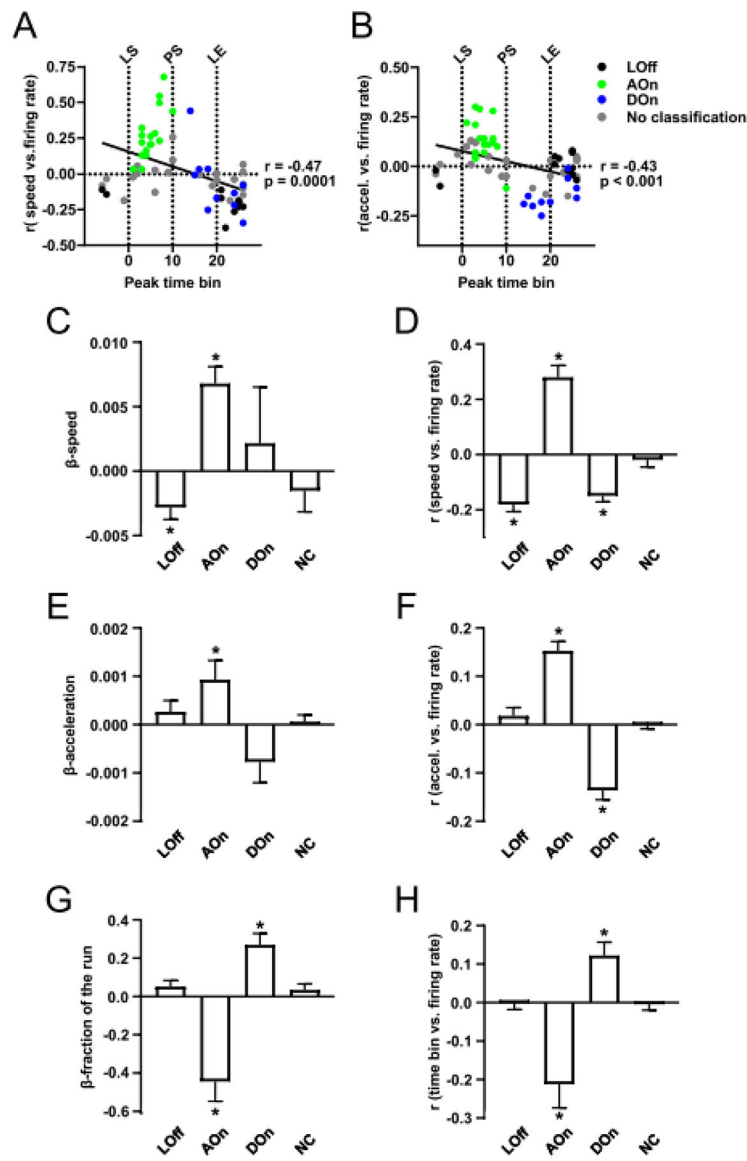 A
B
LS
PS
LE
LS
PS
LE
LOff
AOn
DOn
No classification
r( speed vs.firing rate)
0.75
0.50
0.25
0.00
-0.25
-0.50
r = -0.47
p = 0.0001
0
10
20
Peak time bin
r(accel. vs. firing rate)
0.50
0.25
0.00
-0.25
r = -0.43
p < 0.001
0
10
20
Peak time bin
C
D
β-speed
0.010
0.005
0.000
-0.005
*
*
LOff
AOn
DOn
NC
r (speed vs. firing rate)
0.4
0.2
0.0
-0.2
*
*
*
LOff
AOn
DOn
NC
E
F
β-acceleration
0.002
0.001
0.000
-0.001
-0.002
*
LOff
AOn
DOn
NC
r (accel. vs. firing rate)
0.2
0.1
0.0
-0.1
-0.2
*
*
LOff
AOn
DOn
NC
G
H
β-fraction of the run
0.4
0.2
0.0
-0.2
-0.4
-0.6
*
*
LOff
AOn
DOn
NC
r (time bin vs. firing rate)
0.2
0.1
0.0
-0.1
-0.2
-0.3
*
*
LOff
AOn
DOn
NC